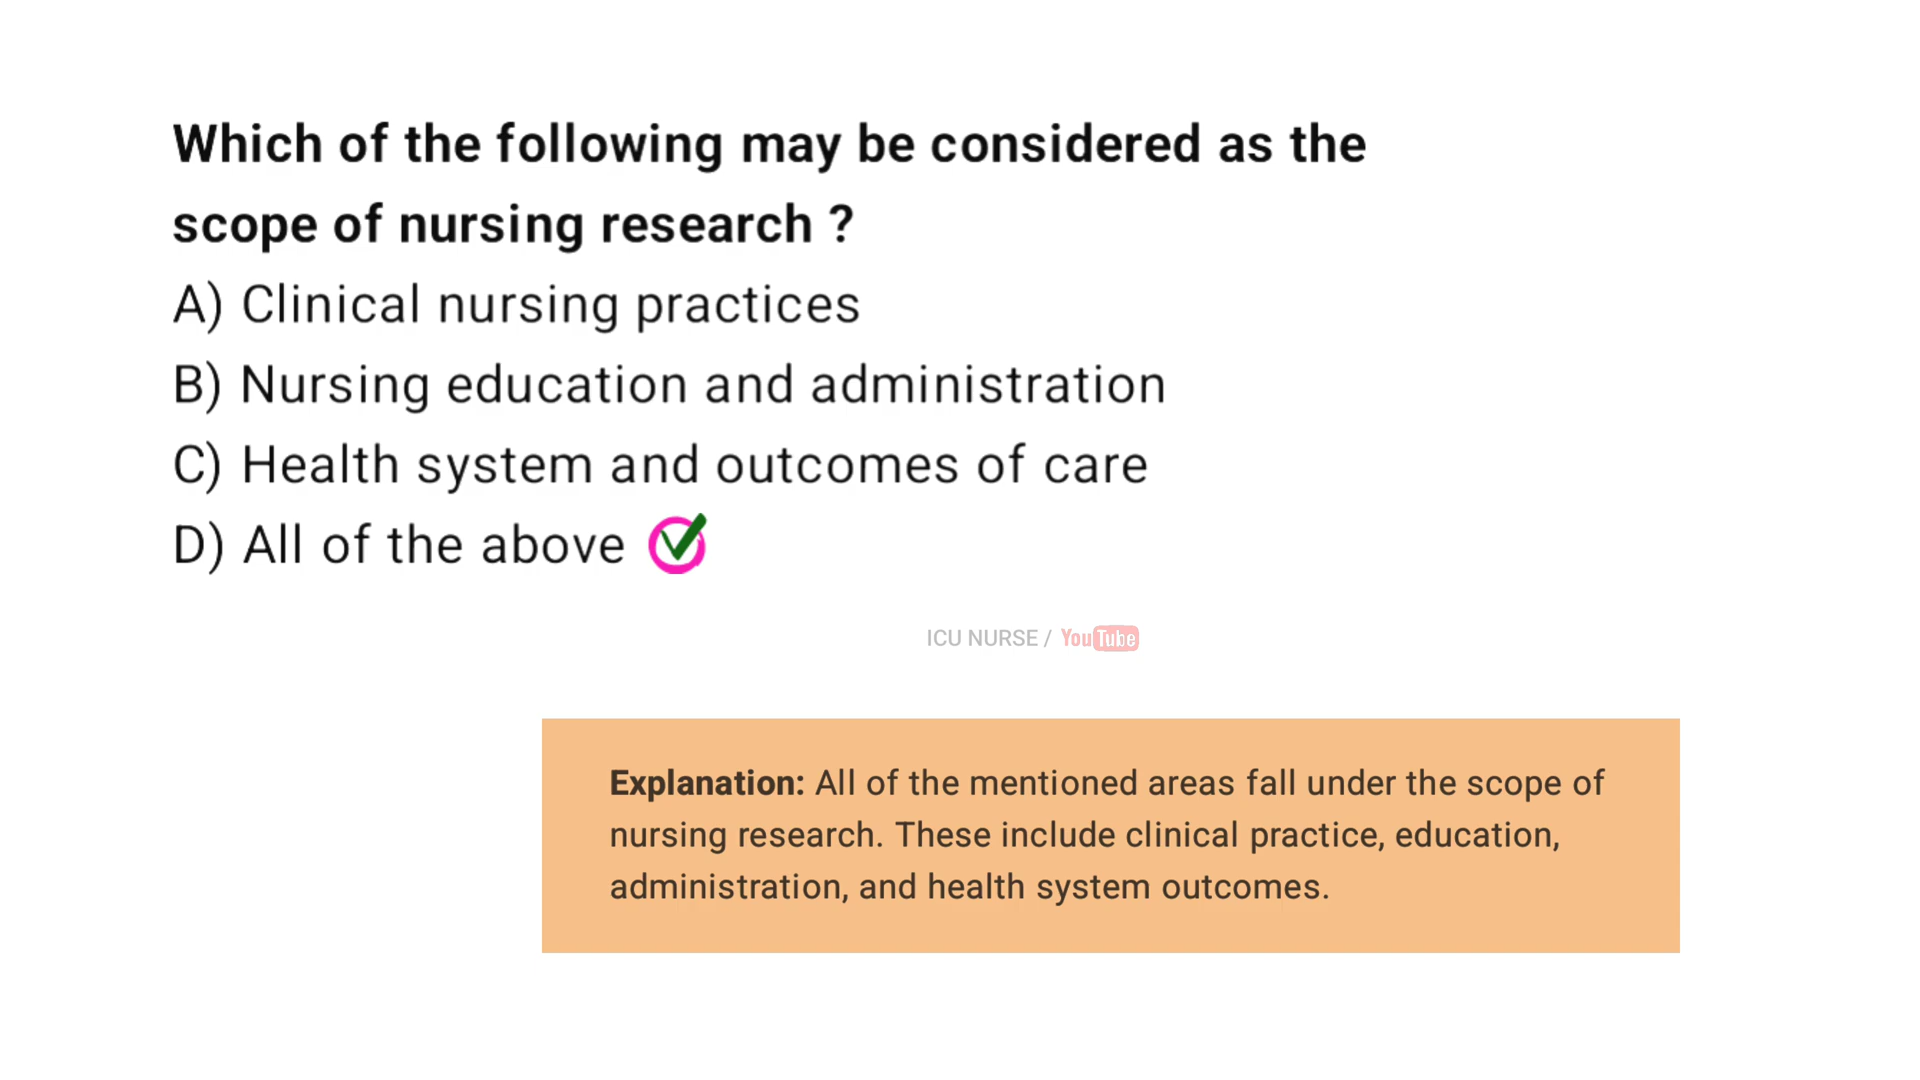 Which of the following may be considered as the
scope of nursing research ?
A) Clinical nursing practices
B) Nursing education and administration
C) Health system and outcomes of care
D) All of the above
ICU NURSE / YouTube
Explanation: All of the mentioned areas fall under the scope of
nursing research. These include clinical practice, education,
administration, and health system outcomes.